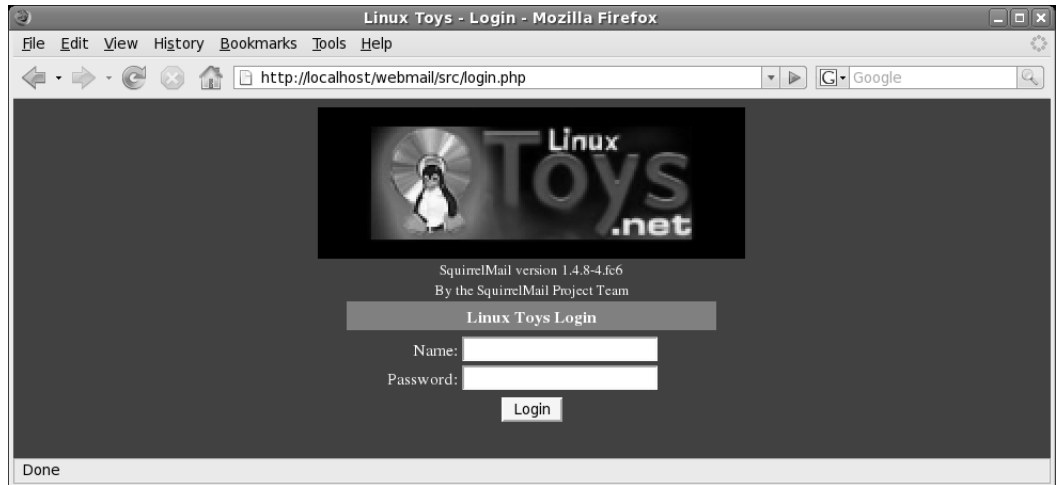 Linux Toys - Login - Mozilla Firefox
File Edit View History Bookmarks Tools Help
http://localhost/webmail/src/login.php
G Google
Linux
Toys
.net
SquirrelMail version 1.4.8-4.fc6
By the SquirrelMail Project Team
Linux Toys Login
Name:
Password:
Login
Done